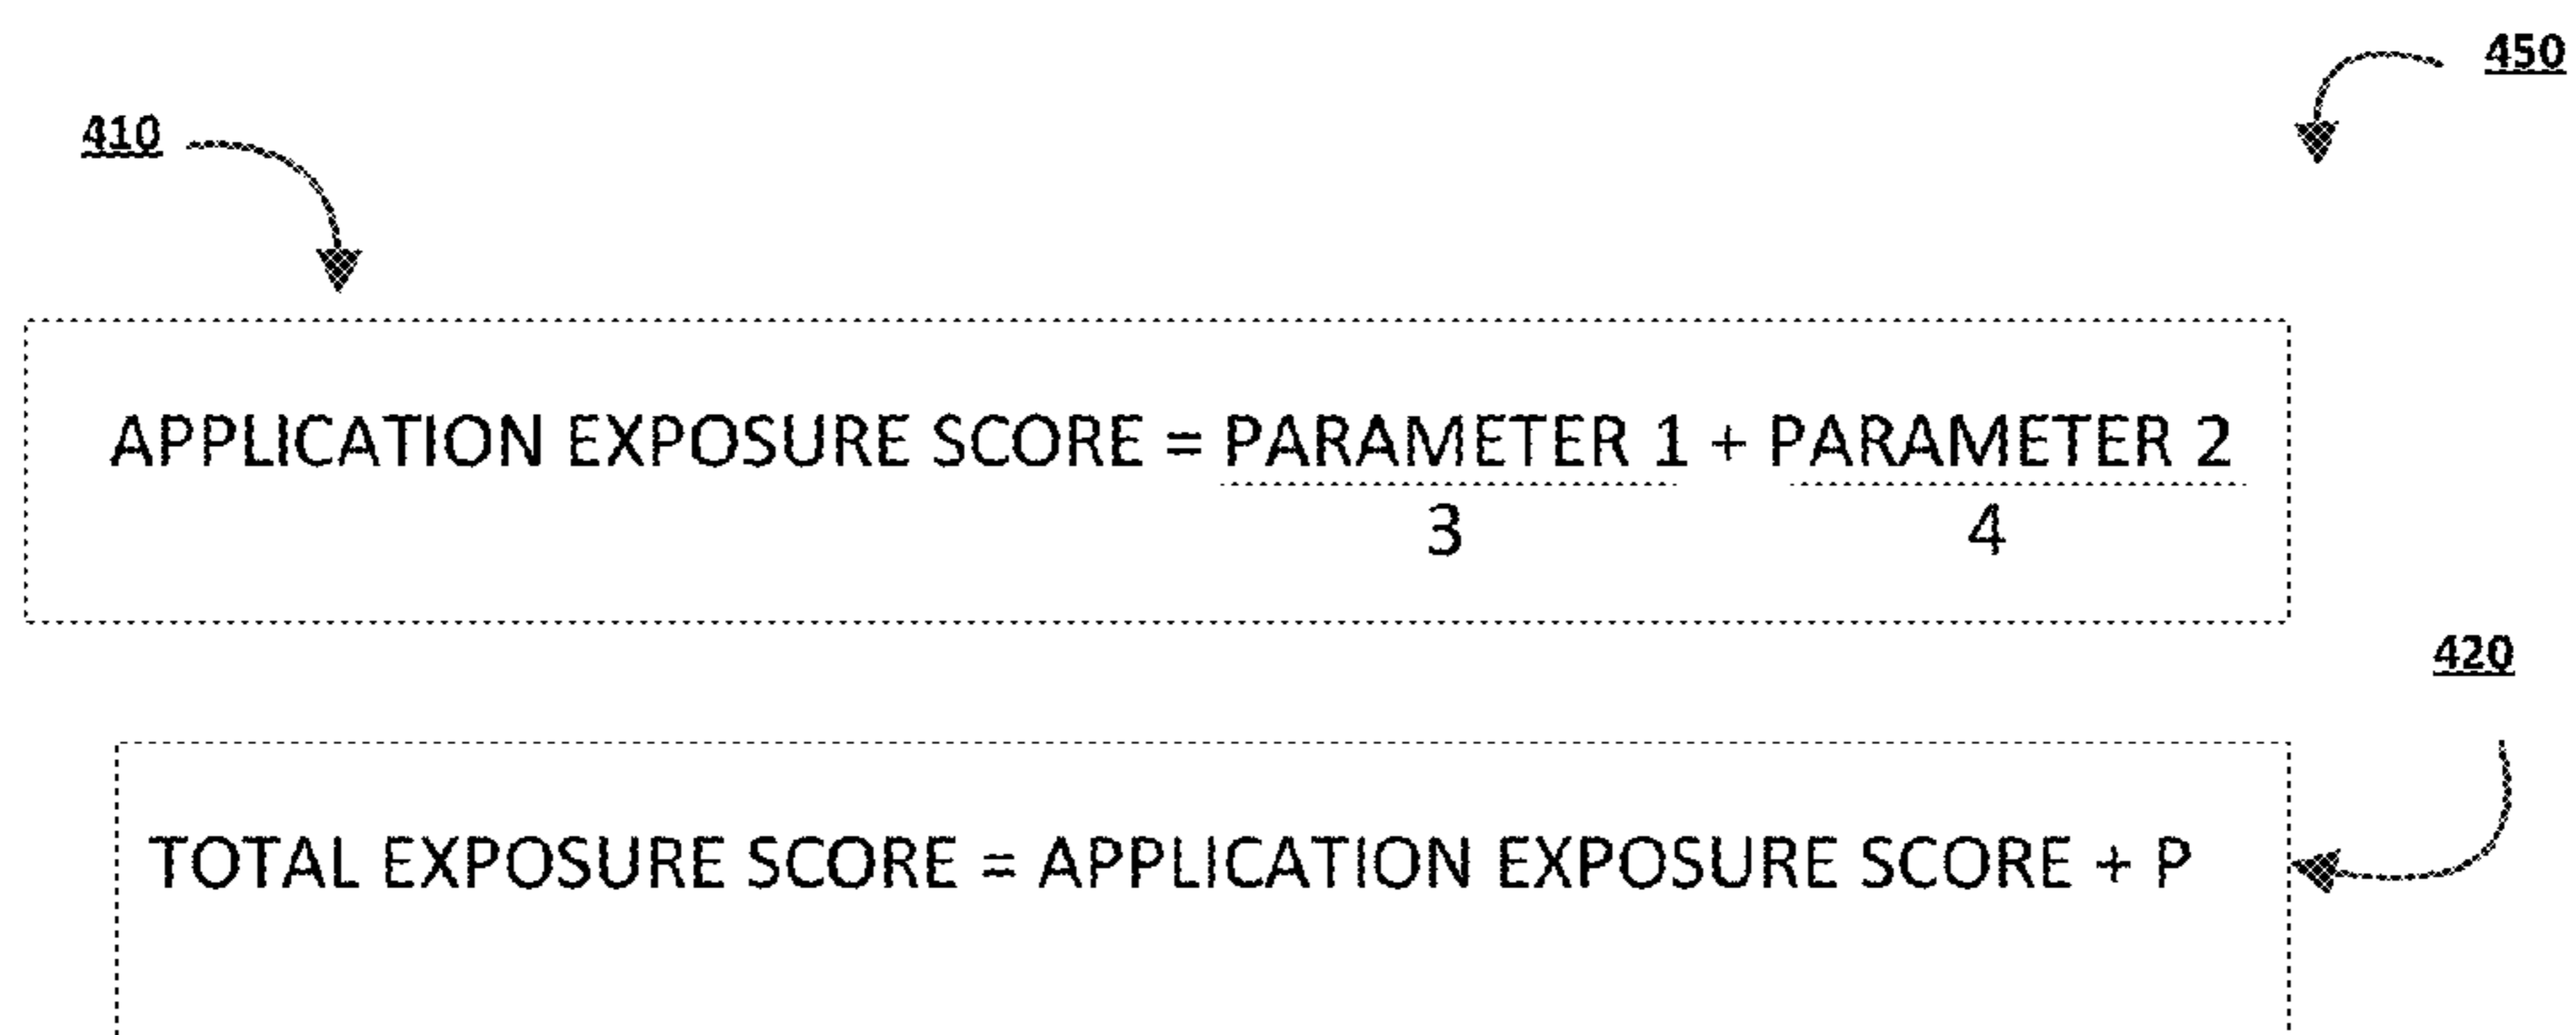 450
410
APPLICATION EXPOSURE SCORE = PARAMETER 1 + PARAMETER 2
3 4
420
TOTAL EXPOSURE SCORE = APPLICATION EXPOSURE SCORE + P